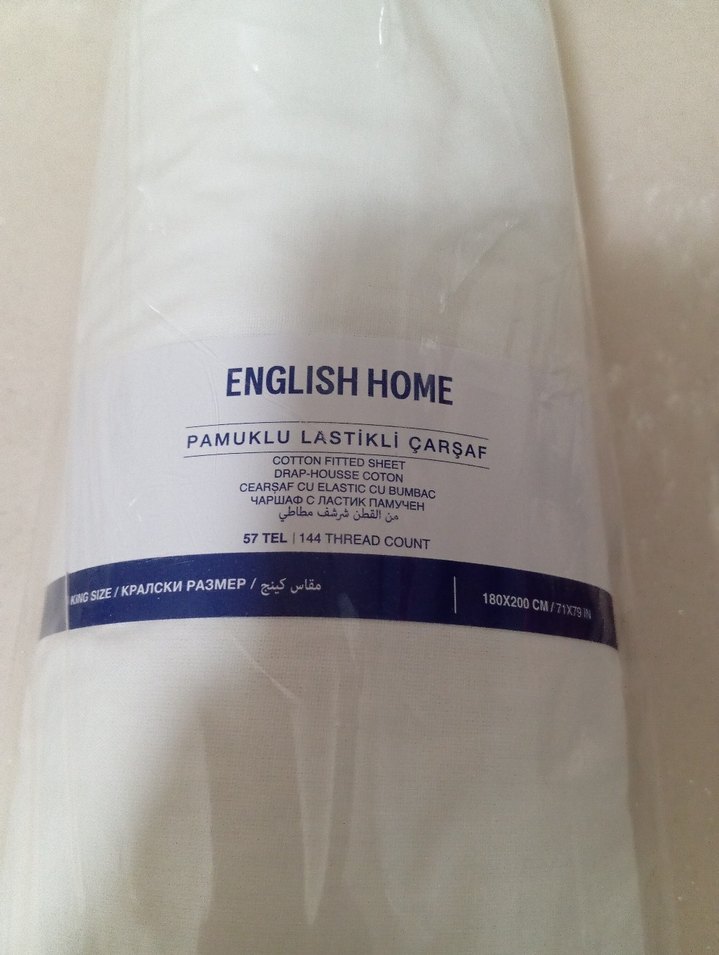 ENGLISH HOME
PAMUKLU LASTİKLİ ÇARŞAF
COTTON FITTED SHEET
DRAP-HOUSSE COTON
CEARŞAF CU ELASTIC CU BUMBAC
ЧАРШАФ С ЛАСТИК ПАМУЧЕН
من القطن شرشف مطاطي
57 TEL | 144 THREAD COUNT
KING SIZE / КРАЛСКИ РАЗМЕР / مقاس كينج | 180X200 CM / 71X79 IN